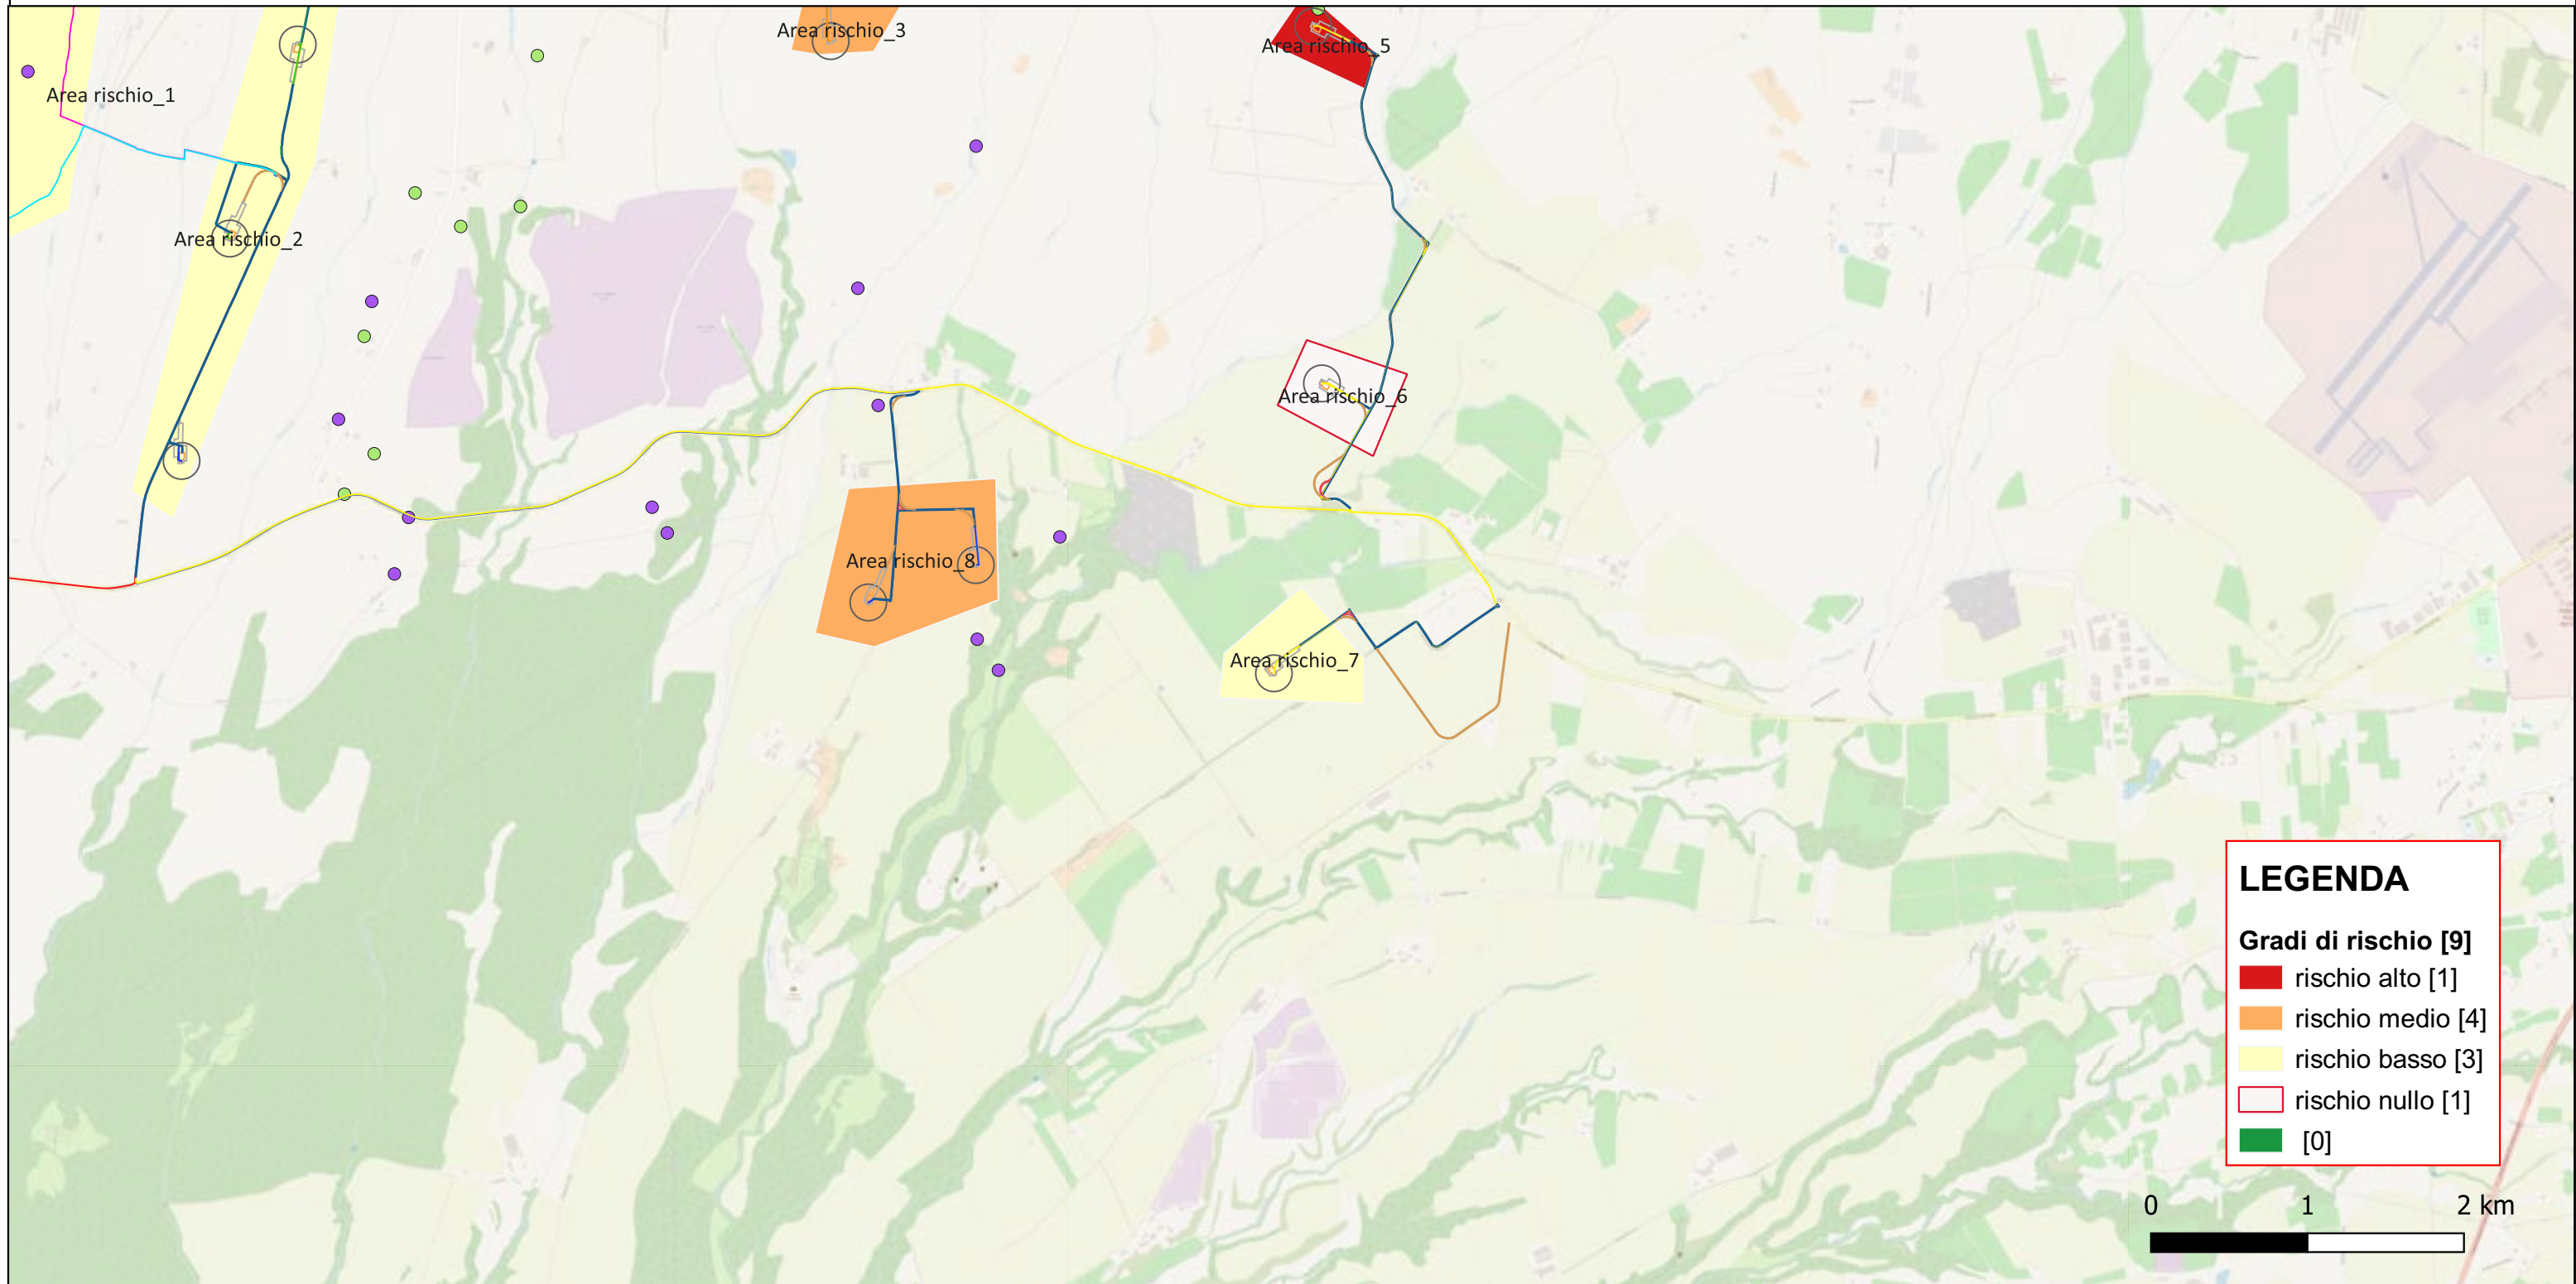 Area rischio_3
Area rischio_5
Area rischio_1
Area rischio_2
Area rischio_6
Area rischio_8
Area rischio_7
LEGENDA
Gradi di rischio [9]
rischio alto [1]
rischio medio [4]
rischio basso [3]
rischio nullo [1]
[0]
0 1 2 km